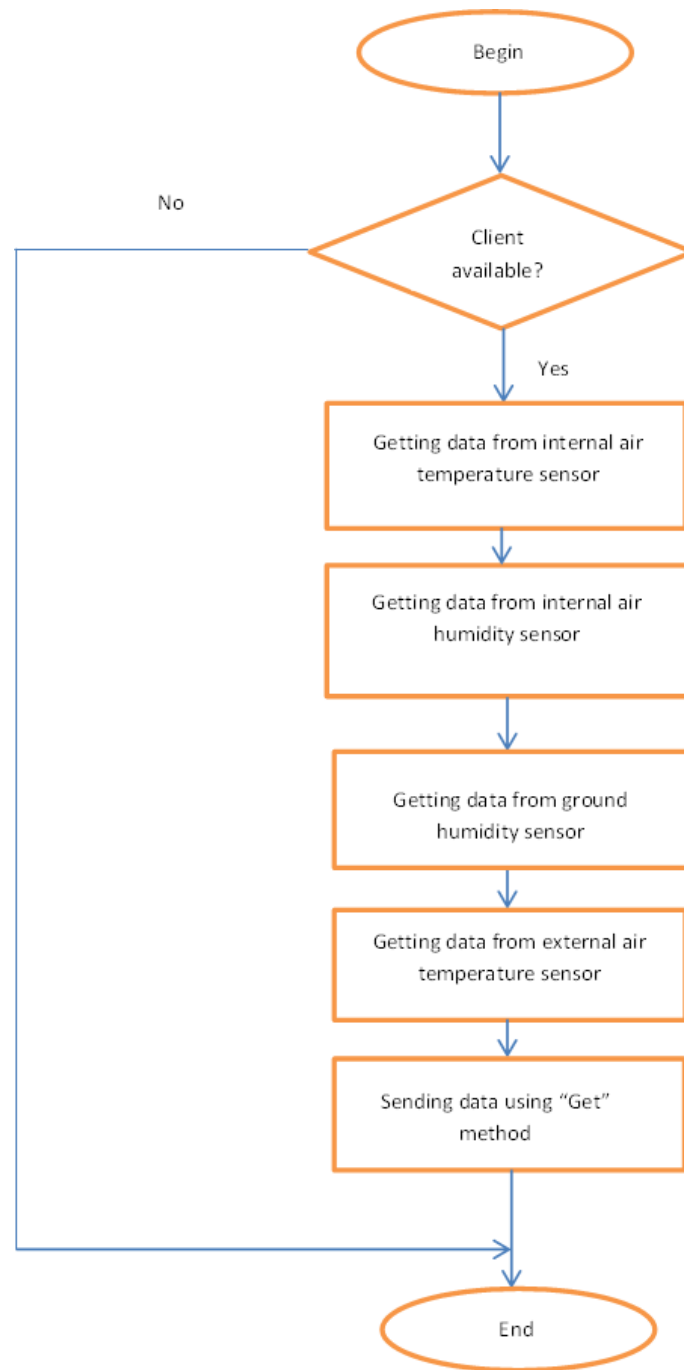 Begin
No
Client
available?
Yes
Getting data from internal air
temperature sensor
Getting data from internal air
humidity sensor
Getting data from ground
humidity sensor
Getting data from external air
temperature sensor
Sending data using “Get”
method
End